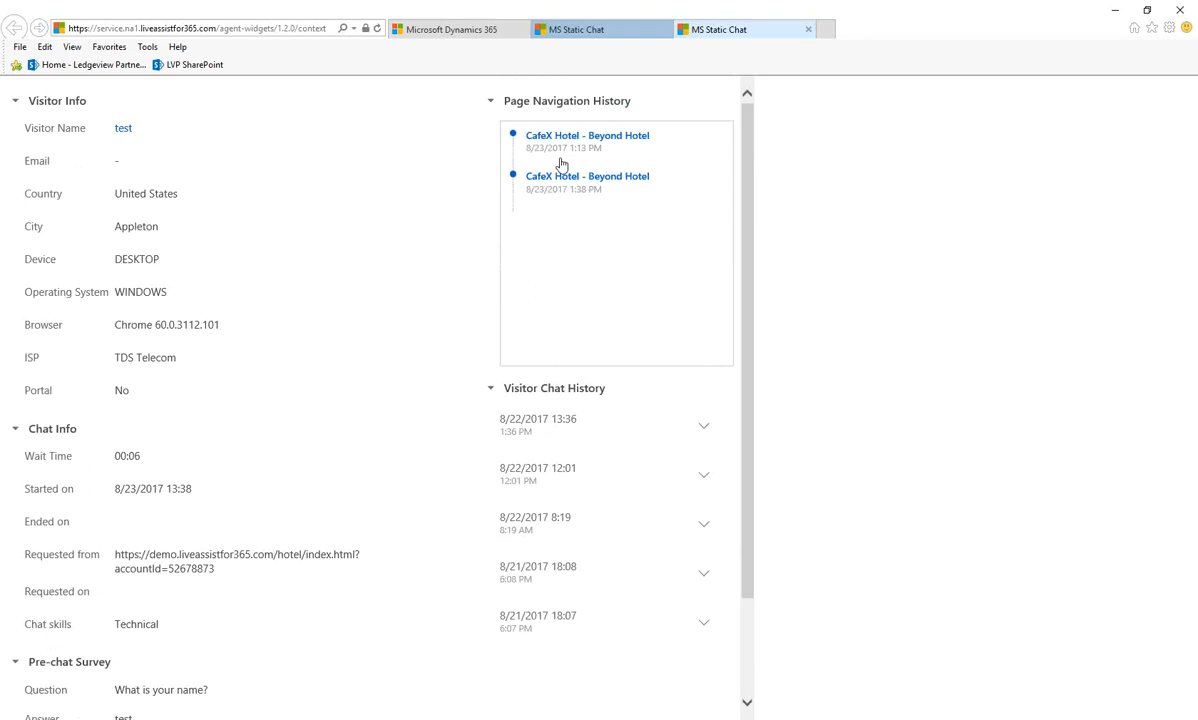 https://service.na1.liveassistfor365.com/agent-widgets/1.2.0/context
Microsoft Dynamics 365
MS Static Chat
MS Static Chat
File Edit View Favorites Tools Help
Home - Ledgeview Partne...
LVP SharePoint
Visitor Info
Visitor Name test
Email -
Country United States
City Appleton
Device DESKTOP
Operating System WINDOWS
Browser Chrome 60.0.3112.101
ISP TDS Telecom
Portal No
Chat Info
Wait Time 00:06
Started on 8/23/2017 13:38
Ended on
Requested from https://demo.liveassistfor365.com/hotel/index.html?
accountId=52678873
Requested on
Chat skills Technical
Pre-chat Survey
Question What is your name?
Answer test
Page Navigation History
CafeX Hotel - Beyond Hotel
8/23/2017 1:13 PM
CafeX Hotel - Beyond Hotel
8/23/2017 1:38 PM
Visitor Chat History
8/22/2017 13:36
1:36 PM
8/22/2017 12:01
12:01 PM
8/22/2017 8:19
8:19 AM
8/21/2017 18:08
6:08 PM
8/21/2017 18:07
6:07 PM